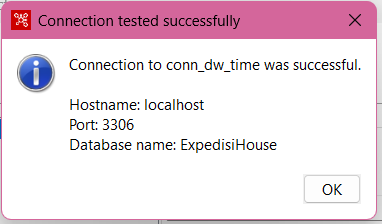 Connection tested successfully
Connection to conn_dw_time was successful.
Hostname: localhost
Port: 3306
Database name: ExpedisiHouse
OK